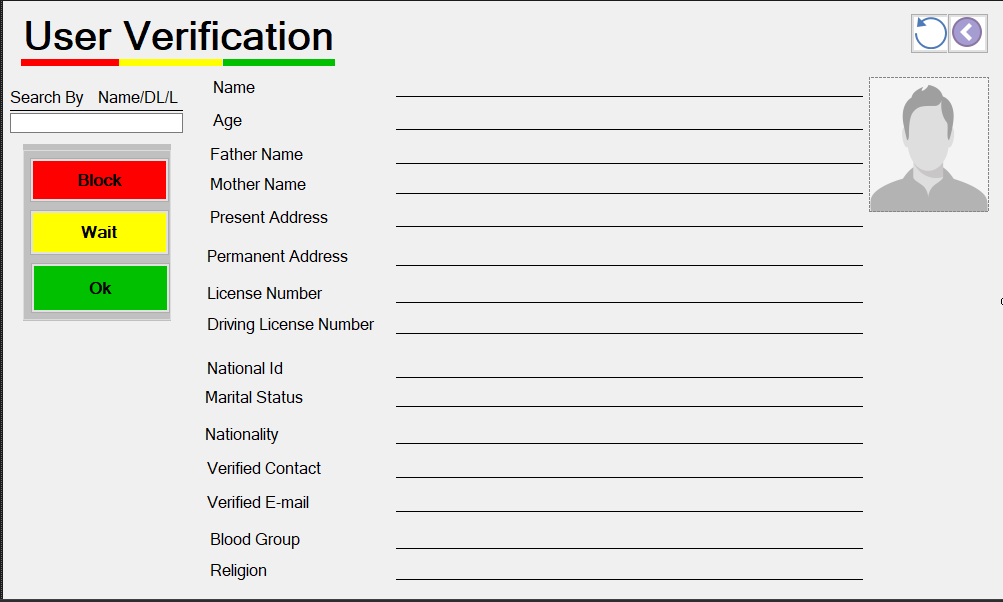 User Verification
Search By Name/DL/L
Block
Wait
Ok
Name
Age
Father Name
Mother Name
Present Address
Permanent Address
License Number
Driving License Number
National Id
Marital Status
Nationality
Verified Contact
Verified E-mail
Blood Group
Religion